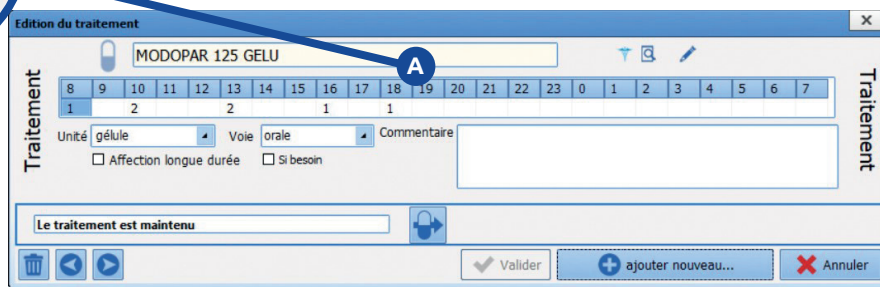 Edition du traitement
MODOPAR 125 GELU
A
Traitement
8 9 10 11 12 13 14 15 16 17 18 19 20 21 22 23 0 1 2 3 4 5 6 7
1 2 2 1 1
Unité gélule Voie orale Commentaire
Affection longue durée Si besoin
Traitement
Le traitement est maintenu
Valider ajouter nouveau... Annuler